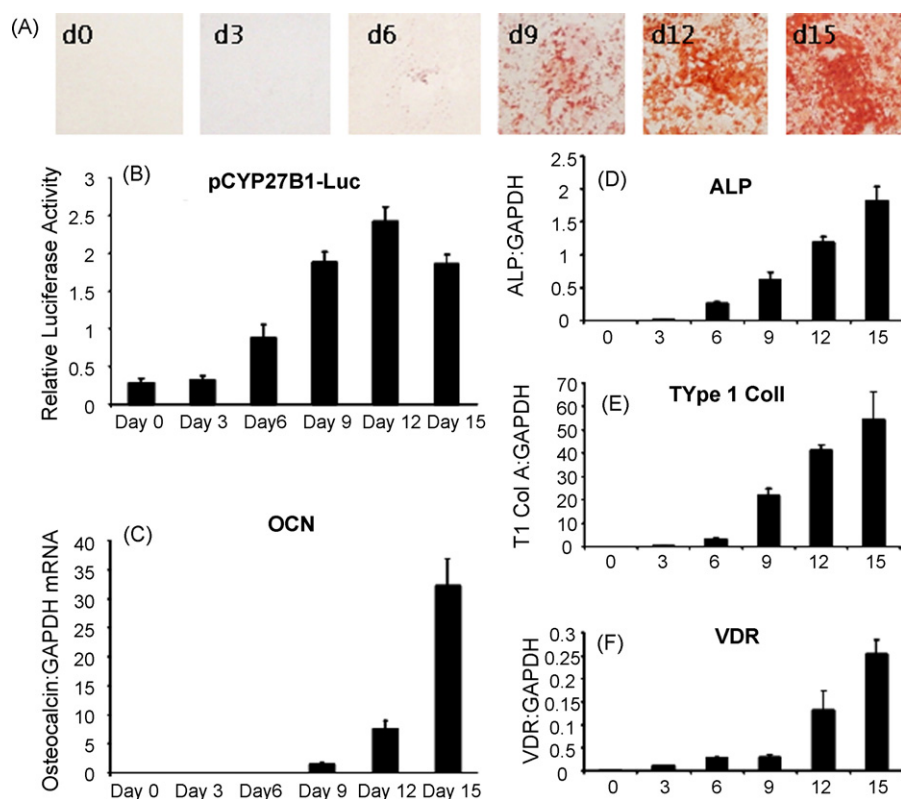 (A)
d0 d3 d6 d9 d12 d15
(B)
pCYP27B1-Luc
Relative Luciferase Activity
3
2.5
2
1.5
1
0.5
0
Day 0 Day 3 Day6 Day 9 Day 12 Day 15
(C)
OCN
Osteocalcin:GAPDH mRNA
40
35
30
25
20
15
10
5
0
Day 0 Day 3 Day6 Day 9 Day 12 Day 15
(D)
ALP
ALP:GAPDH
2.5
2
1.5
1
0.5
0
0 3 6 9 12 15
(E)
TYpe 1 Coll
T1 Col A:GAPDH
70
60
50
40
30
20
10
0
0 3 6 9 12 15
(F)
VDR
VDR:GAPDH
0.3
0.25
0.15
0.5
0
0 3 6 9 12 15